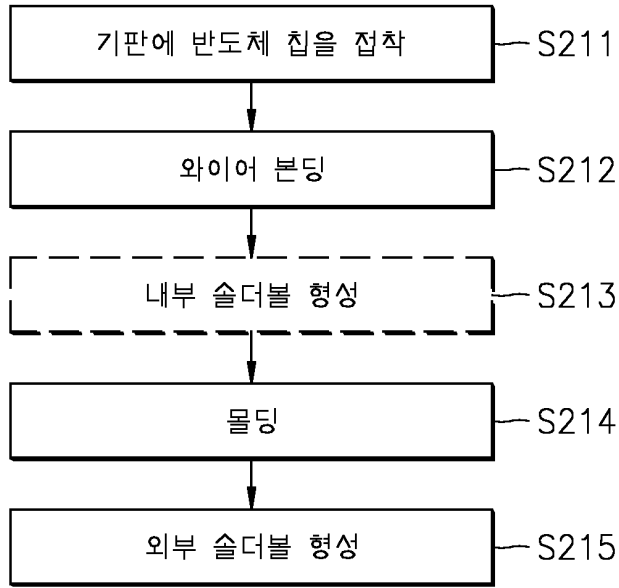 기판에 반도체 칩을 접착 S211
와이어 본딩 S212
내부 솔더볼 형성 S213
몰딩 S214
외부 솔더볼 형성 S215